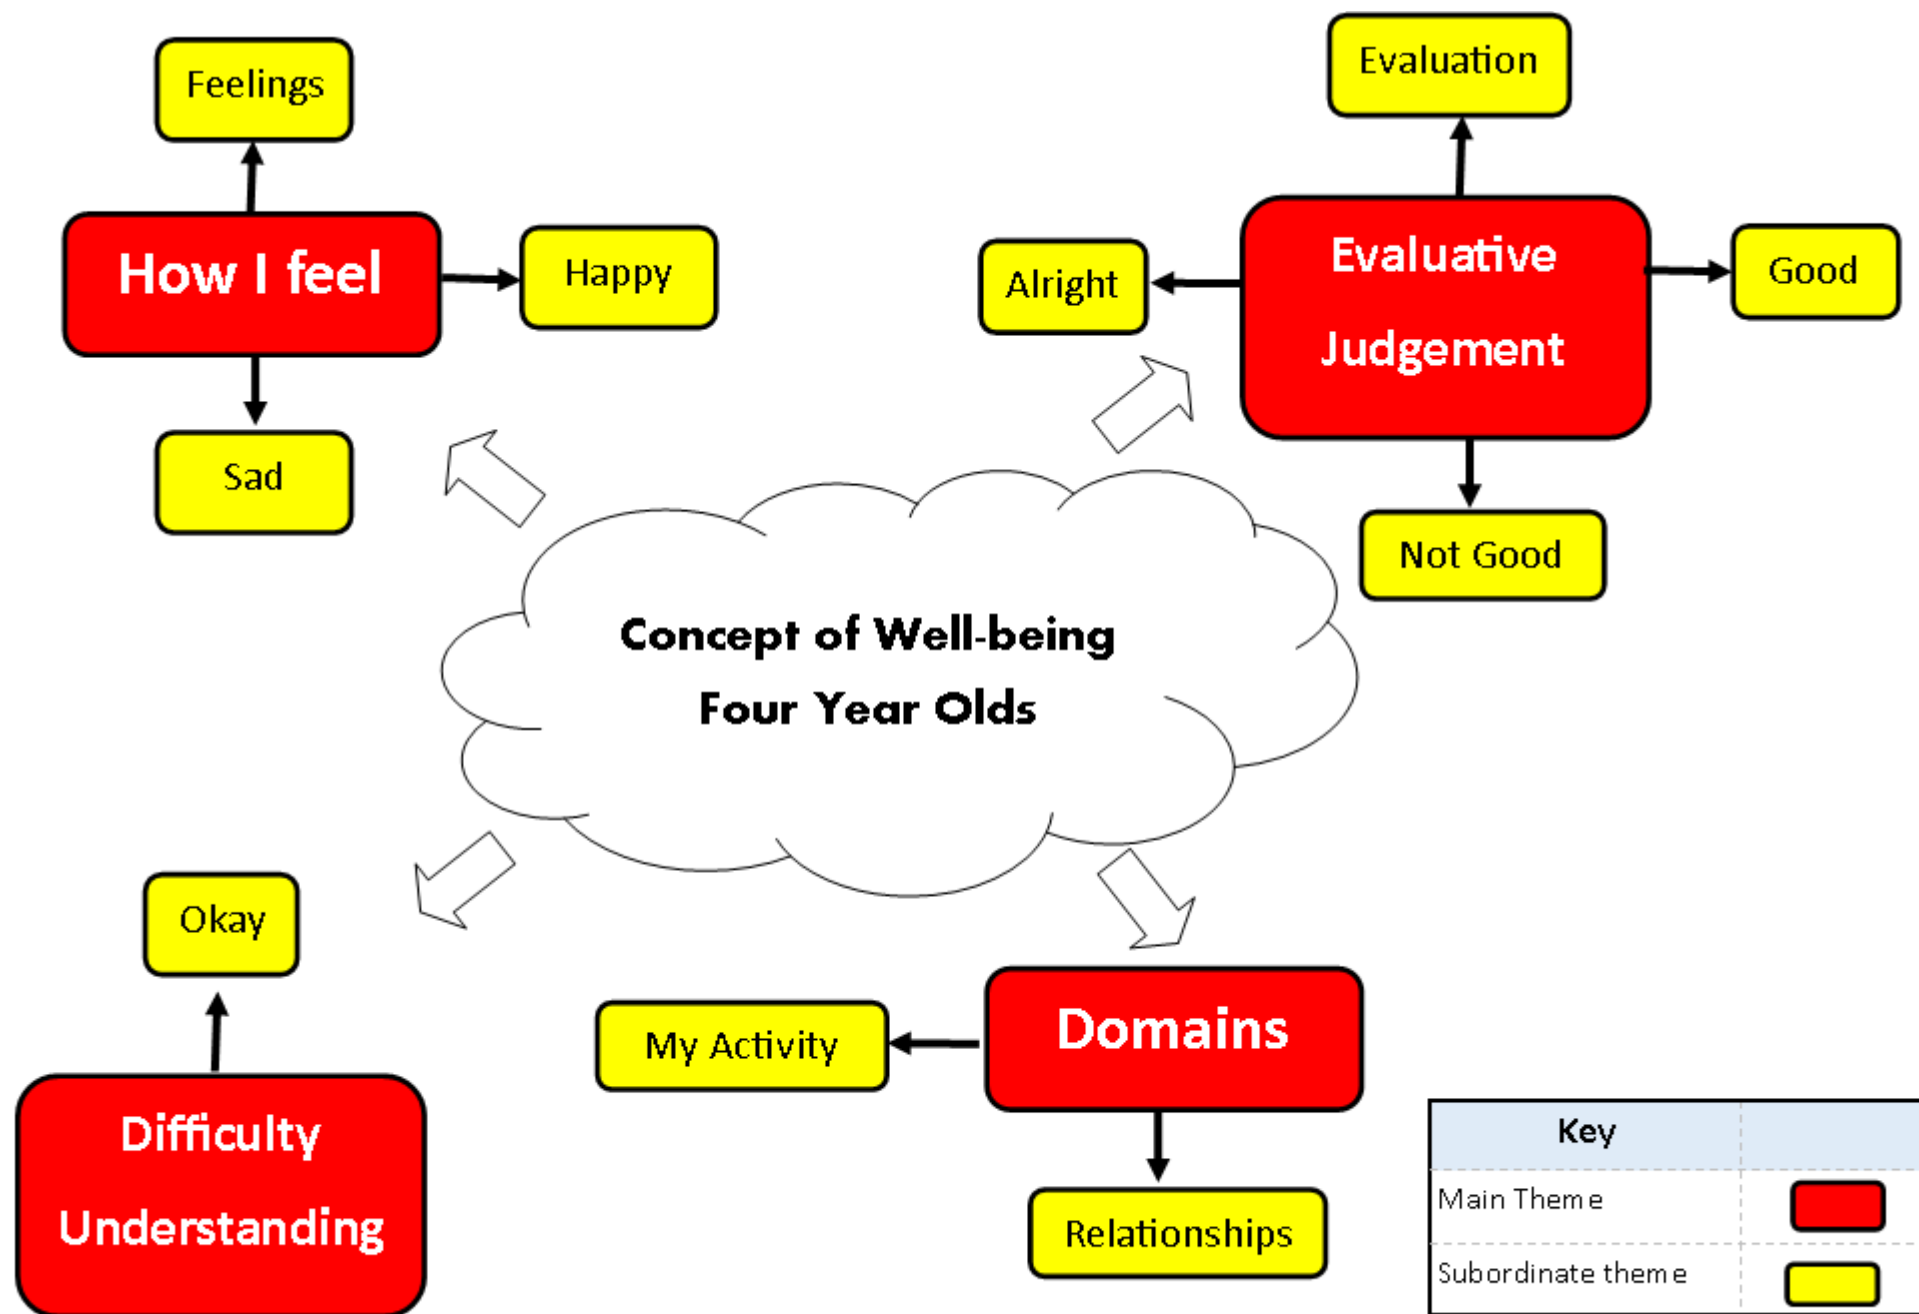 Feelings
How I feel
Happy
Sad
Evaluation
Evaluative
Judgement
Alright
Good
Not Good
Concept of Well-being
Four Year Olds
Okay
Difficulty
Understanding
Domains
My Activity
Relationships
Key
Main Theme
Subordinate theme